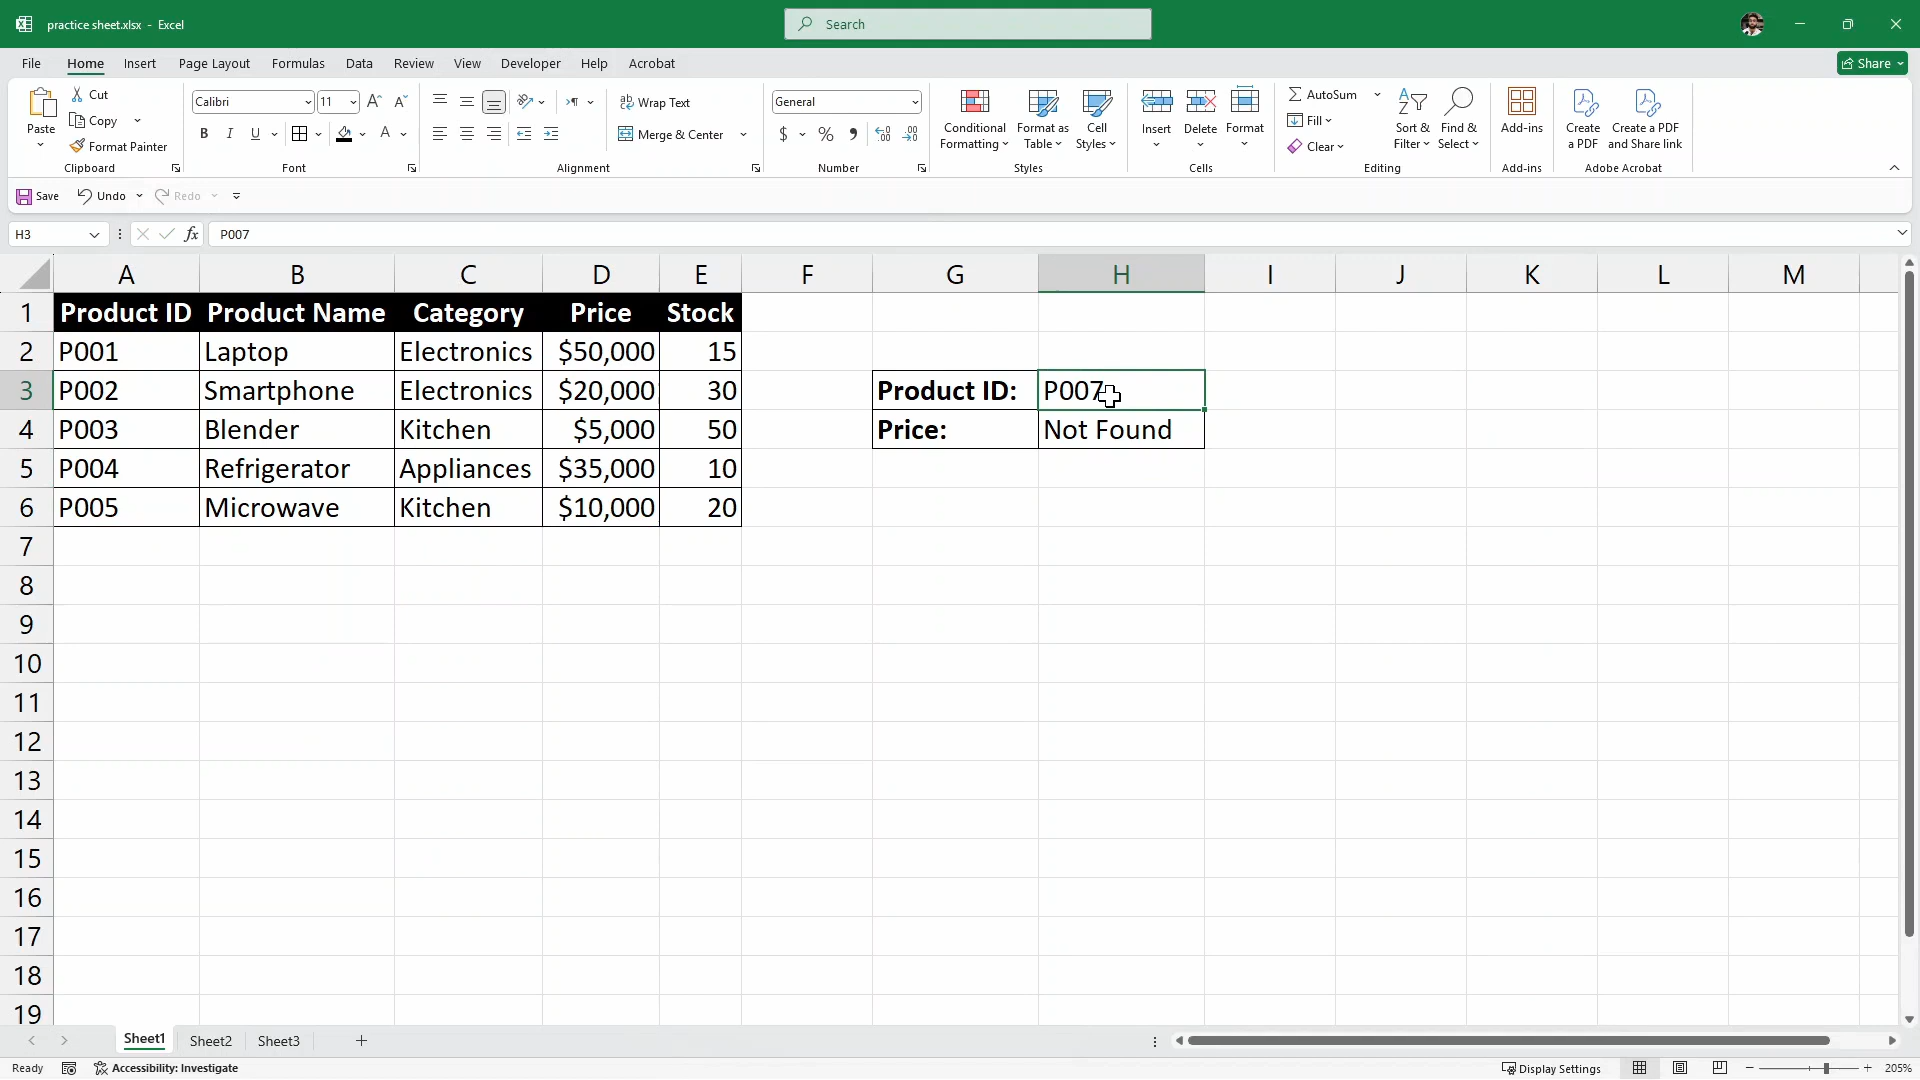 practice sheet.xlsx - Excel
Search
File Home Insert Page Layout Formulas Data Review View Developer Help Acrobat
Share
Paste
Cut
Copy
Format Painter
Clipboard
Calibri 11
B I U
Font
Wrap Text
Merge & Center
Alignment
General
$ % 9
Number
Conditional Formatting
Format as Table
Cell Styles
Styles
Insert Delete Format
Cells
AutoSum
Fill
Clear
Sort & Filter
Find & Select
Editing
Add-ins
Add-ins
Create a PDF
Create a PDF and Share link
Adobe Acrobat
Save Undo Redo
H3 fx P007
A B C D E F G H I J K L M
1 Product ID Product Name Category Price Stock
2 P001 Laptop Electronics $50,000 15
3 P002 Smartphone Electronics $20,000 30 Product ID: P007
4 P003 Blender Kitchen $5,000 50 Price: Not Found
5 P004 Refrigerator Appliances $35,000 10
6 P005 Microwave Kitchen $10,000 20
7
8
9
10
11
12
13
14
15
16
17
18
19
Sheet1 Sheet2 Sheet3 +
Ready Accessibility: Investigate Display Settings - + 205%